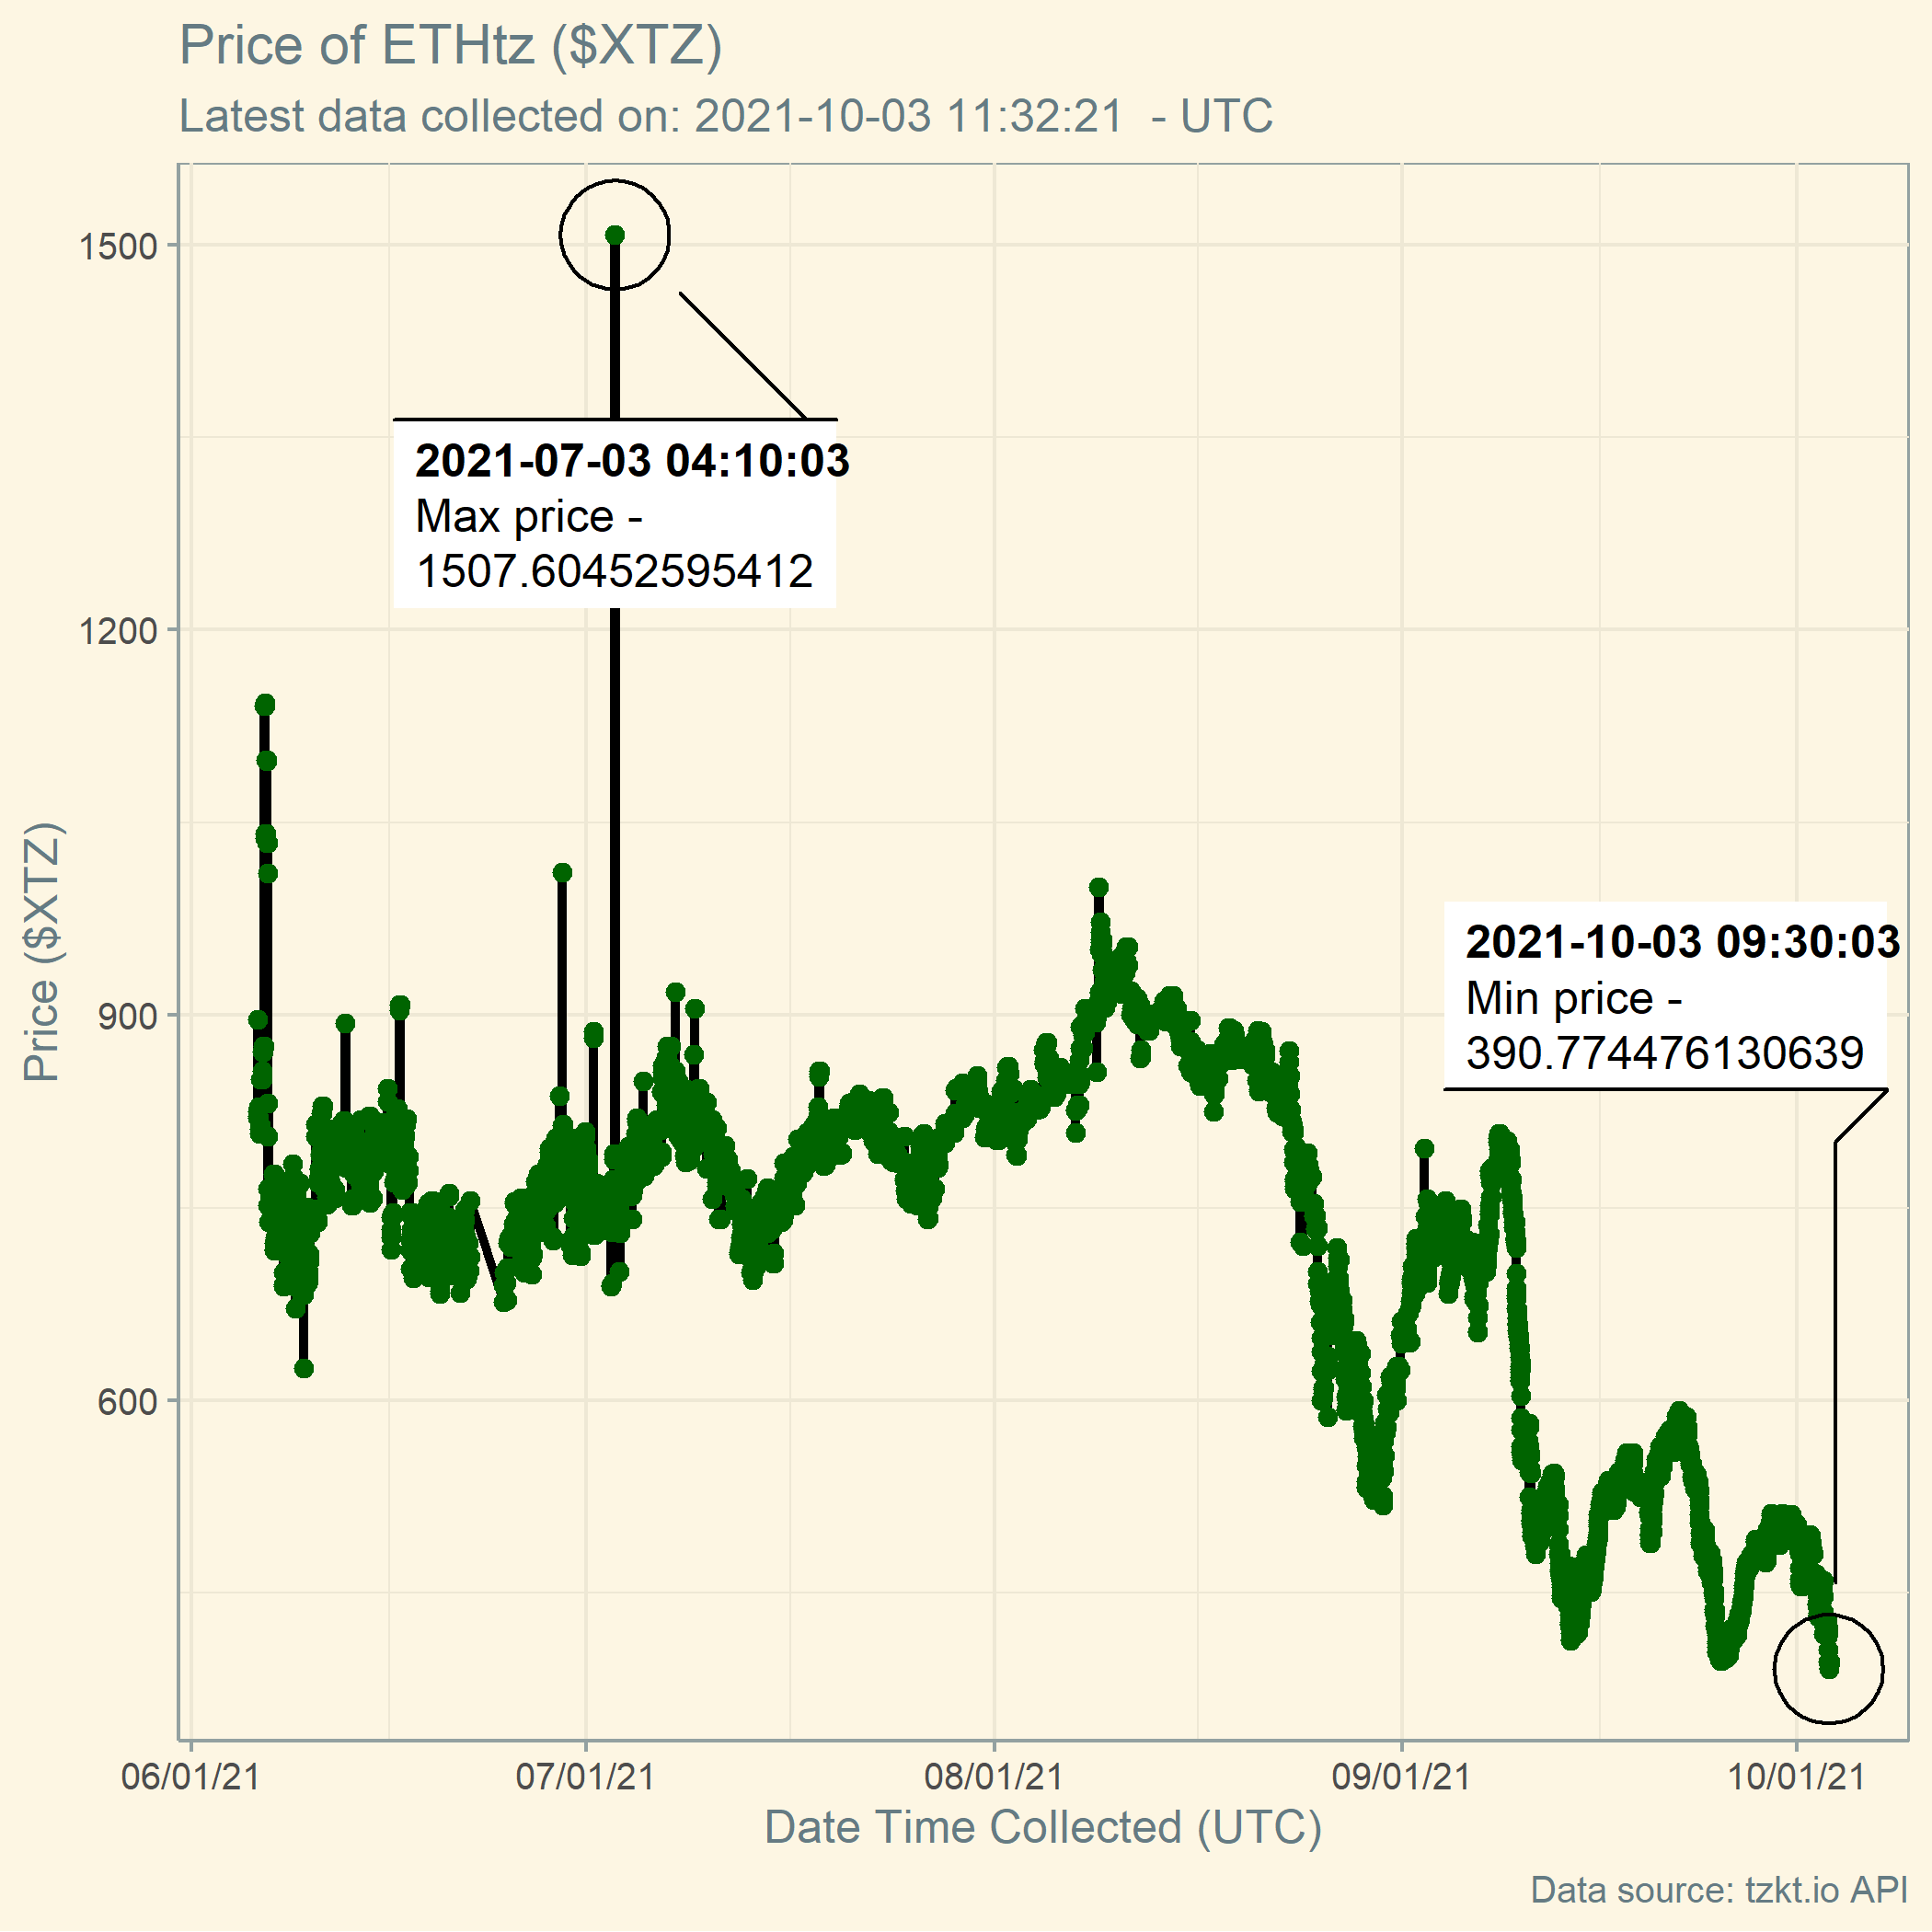 Price of ETHtz ($XTZ)
Latest data collected on: 2021-10-03 11:32:21  - UTC
1500
1200
900
600
Price ($XTZ)
2021-07-03 04:10:03
Max price -
1507.60452595412
2021-10-03 09:30:03
Min price -
390.774476130639
06/01/21
07/01/21
08/01/21
09/01/21
10/01/21
Date Time Collected (UTC)
Data source: tzkt.io API